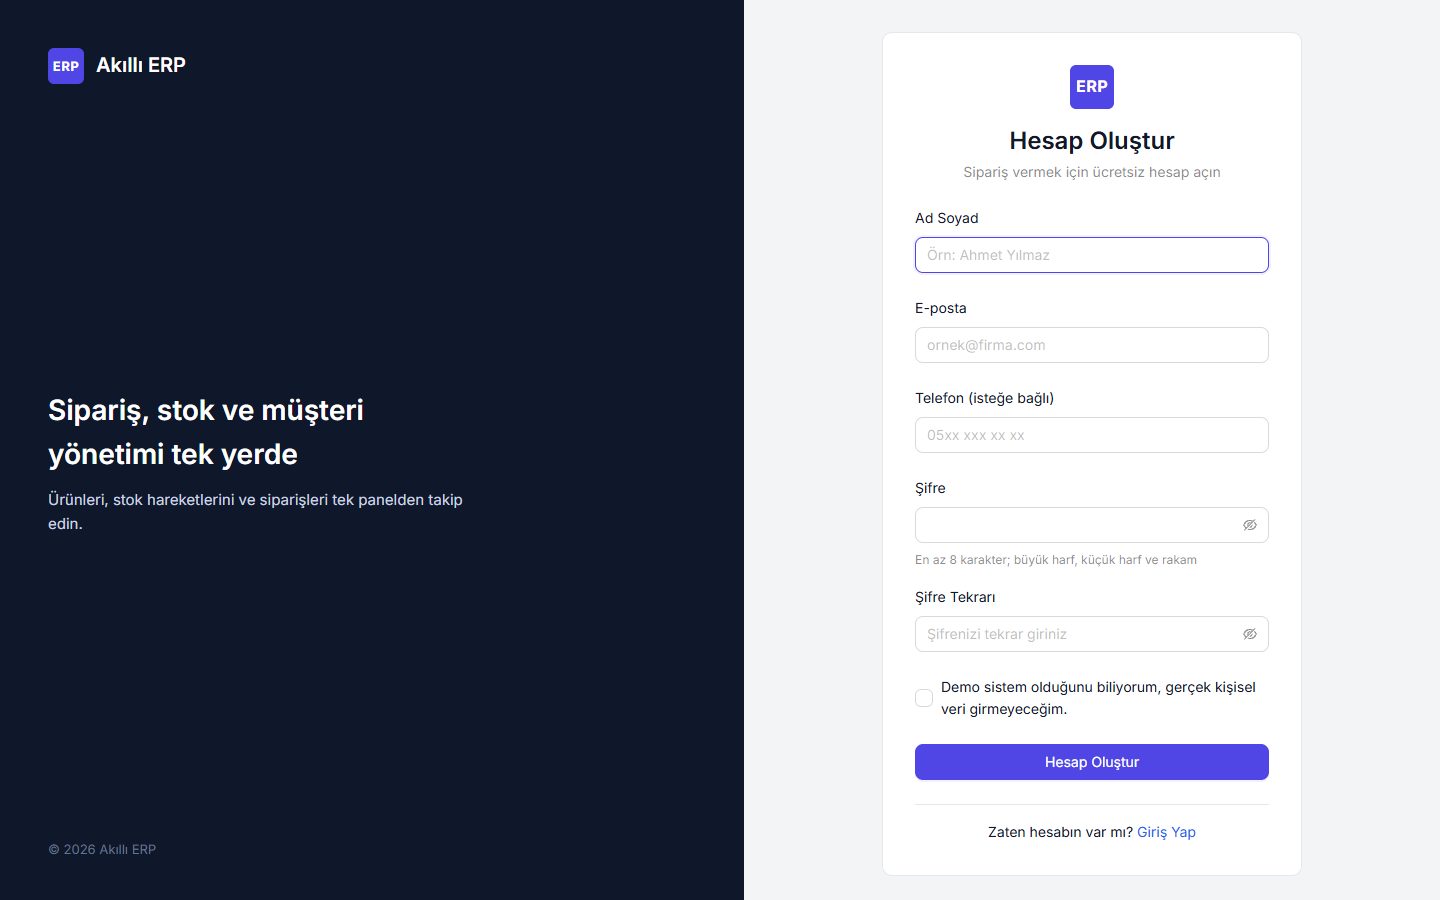 ERP
Akıllı ERP
Sipariş, stok ve müşteri
yönetimi tek yerde
Ürünleri, stok hareketlerini ve siparişleri tek panelden takip
edin.
© 2026 Akıllı ERP
ERP
Hesap Oluştur
Sipariş vermek için ücretsiz hesap açın
Ad Soyad
Örn: Ahmet Yılmaz
E-posta
ornek@firma.com
Telefon (isteğe bağlı)
05xx xxx xx xx
Şifre
En az 8 karakter; büyük harf, küçük harf ve rakam
Şifre Tekrarı
Şifrenizi tekrar giriniz
Demo sistem olduğunu biliyorum, gerçek kişisel
veri girmeyeceğim.
Hesap Oluştur
Zaten hesabın var mı? Giriş Yap